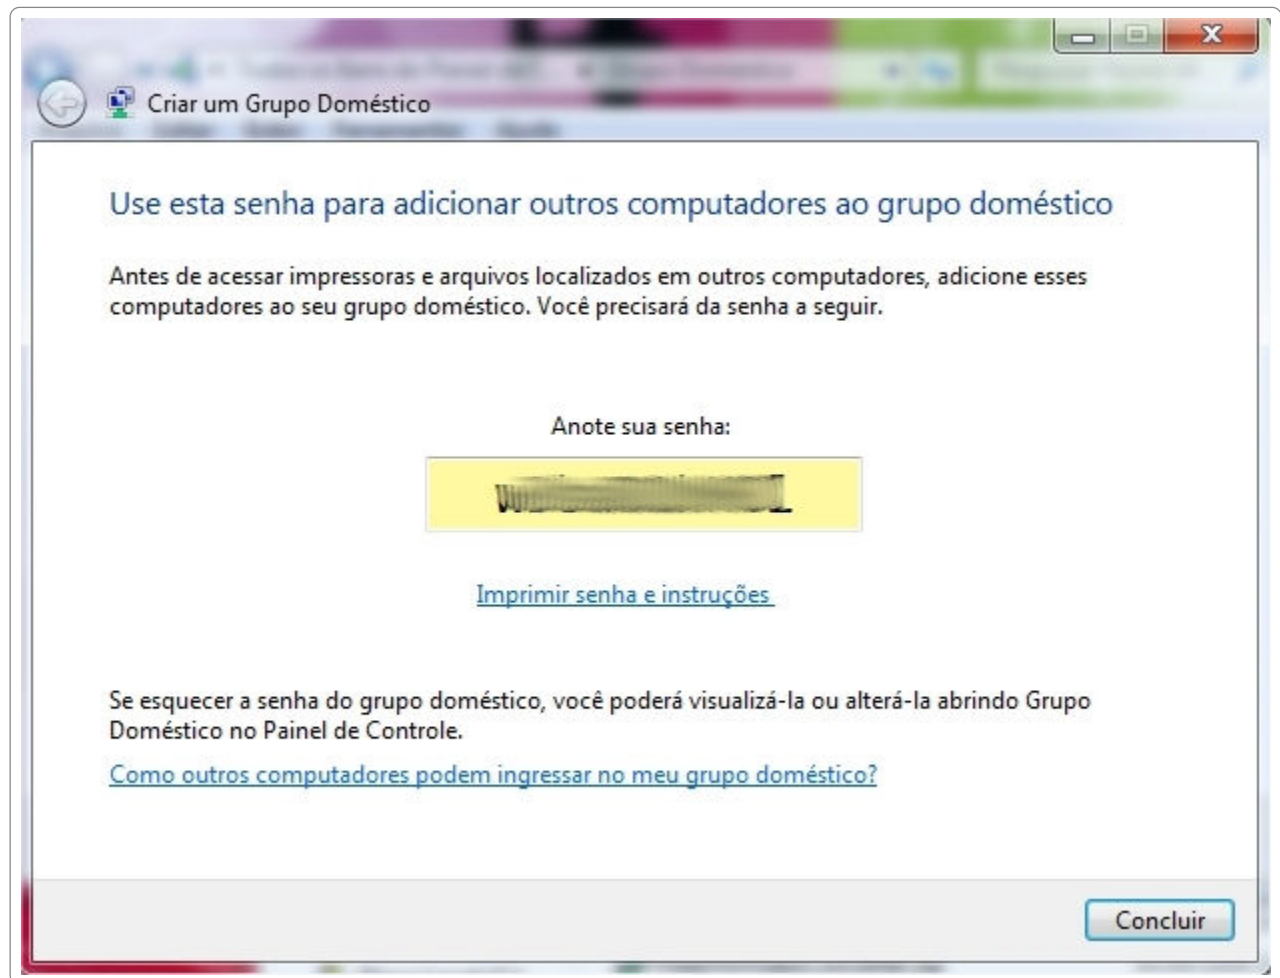 Criar um Grupo Doméstico
Use esta senha para adicionar outros computadores ao grupo doméstico
Antes de acessar impressoras e arquivos localizados em outros computadores, adicione esses
computadores ao seu grupo doméstico. Você precisará da senha a seguir.
Anote sua senha:
Imprimir senha e instruções
Se esquecer a senha do grupo doméstico, você poderá visualizá-la ou alterá-la abrindo Grupo
Doméstico no Painel de Controle.
Como outros computadores podem ingressar no meu grupo doméstico?
Concluir